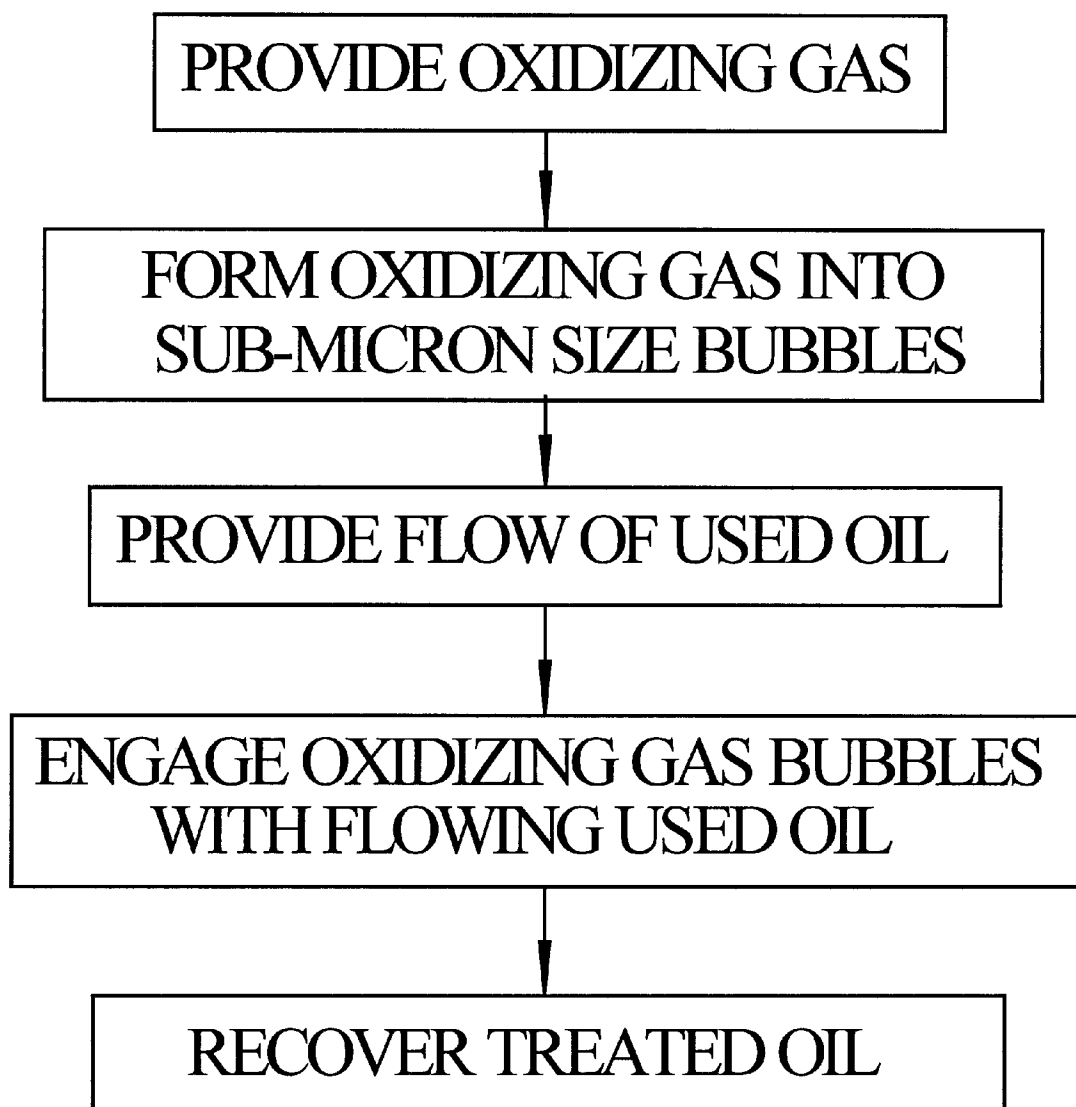 PROVIDE OXIDIZING GAS
FORM OXIDIZING GAS INTO
SUB-MICRON SIZE BUBBLES
PROVIDE FLOW OF USED OIL
ENGAGE OXIDIZING GAS BUBBLES
WITH FLOWING USED OIL
RECOVER TREATED OIL